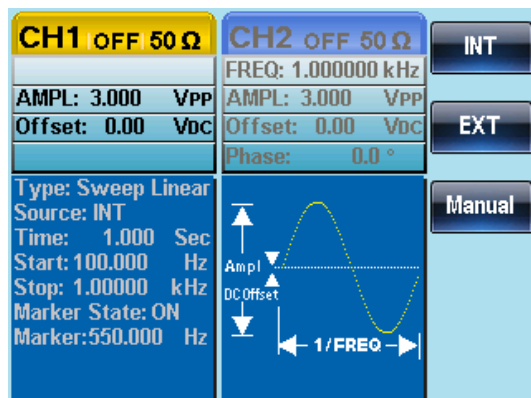 CH1 OFF 50 Ω
AMPL: 3.000 VPP
Offset: 0.00 VDC
Type: Sweep Linear
Source: INT
Time: 1.000 Sec
Start: 100.000 Hz
Stop: 1.00000 kHz
Marker State: ON
Marker:550.000 Hz
CH2 OFF 50 Ω
FREQ: 1.000000 kHz
AMPL: 3.000 VPP
Offset: 0.00 VDC
Phase: 0.0 °
Ampl
DC Offset
1/FREQ
INT
EXT
Manual